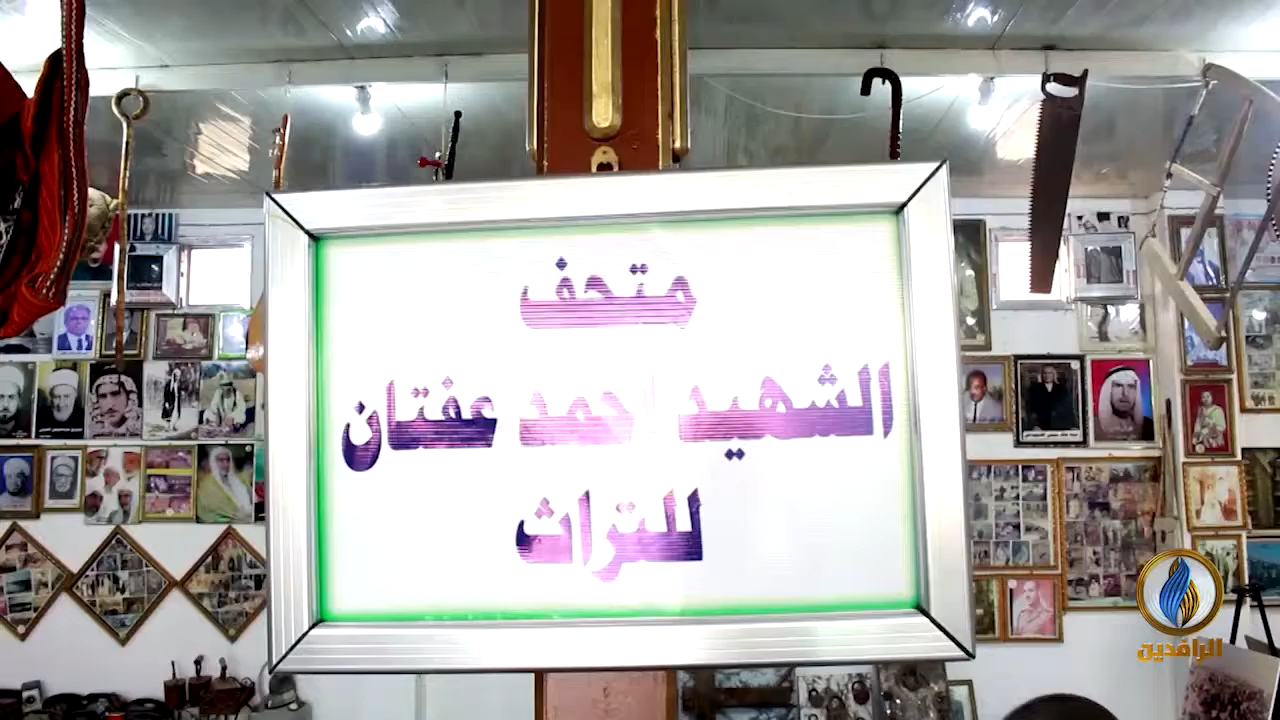 متحف
الشهيد احمد عفتان
للتراث
الرافدين